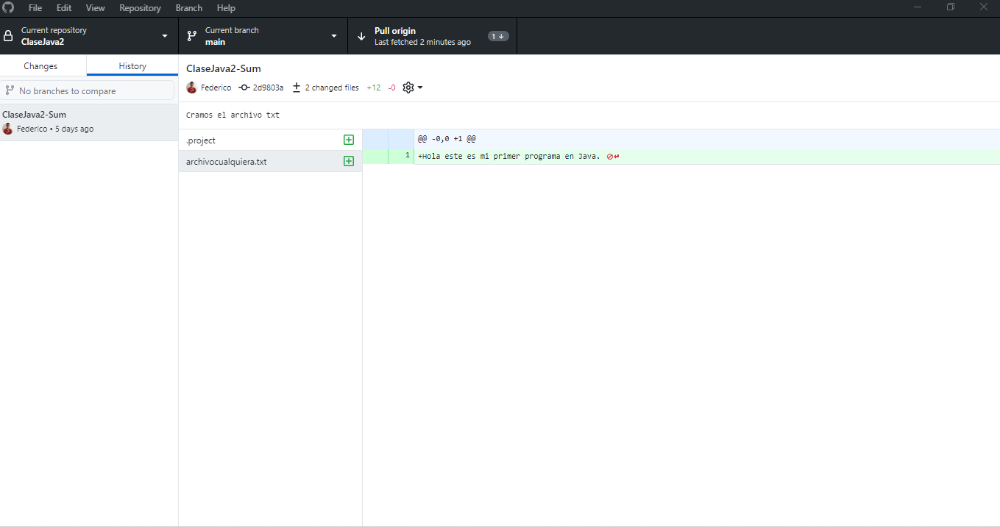 File Edit View Repository Branch Help
Current repository
ClaseJava2
Current branch
main
Pull origin
Last fetched 2 minutes ago
1
Changes
History
No branches to compare
ClaseJava2-Sum
Federico • 5 days ago
ClaseJava2-Sum
Federico 2d9803a 2 changed files +12 -0
Cramos el archivo txt
.project
archivocualquiera.txt
@@ -0,0 +1 @@
1 +Hola este es mi primer programa en Java.